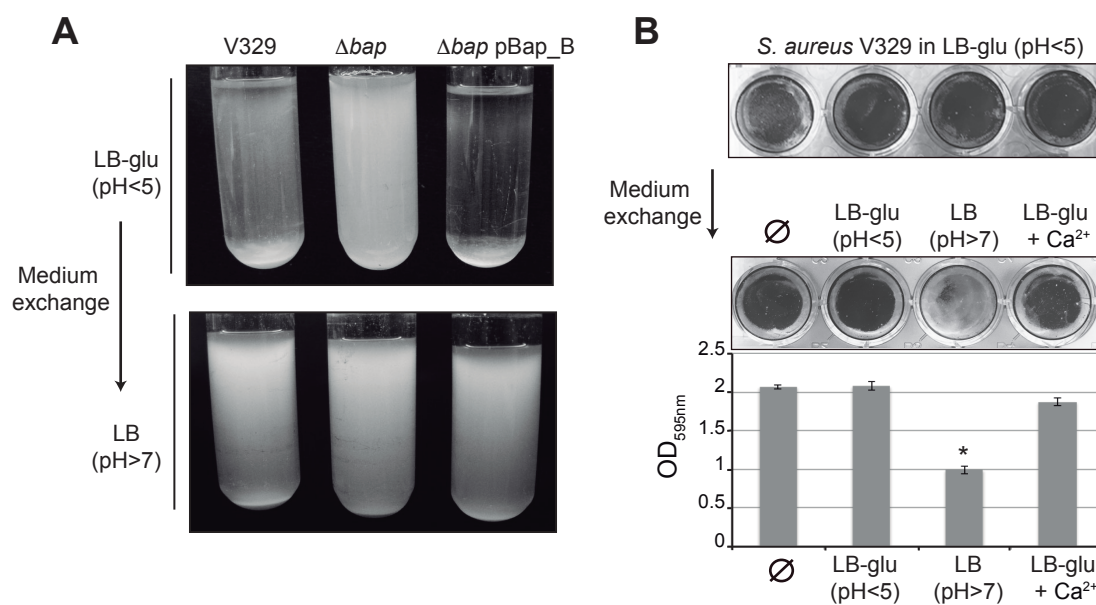 A
V329 Δbap Δbap pBap_B
LB-glu
(pH<5)
Medium
exchange
LB
(pH>7)
B
S. aureus V329 in LB-glu (pH<5)
Medium
exchange
∅ LB-glu LB LB-glu
(pH<5) (pH>7) + Ca²⁺
2.5
2
1.5
1
0.5
0
OD595nm
*
∅ LB-glu LB LB-glu
(pH<5) (pH>7) + Ca²⁺